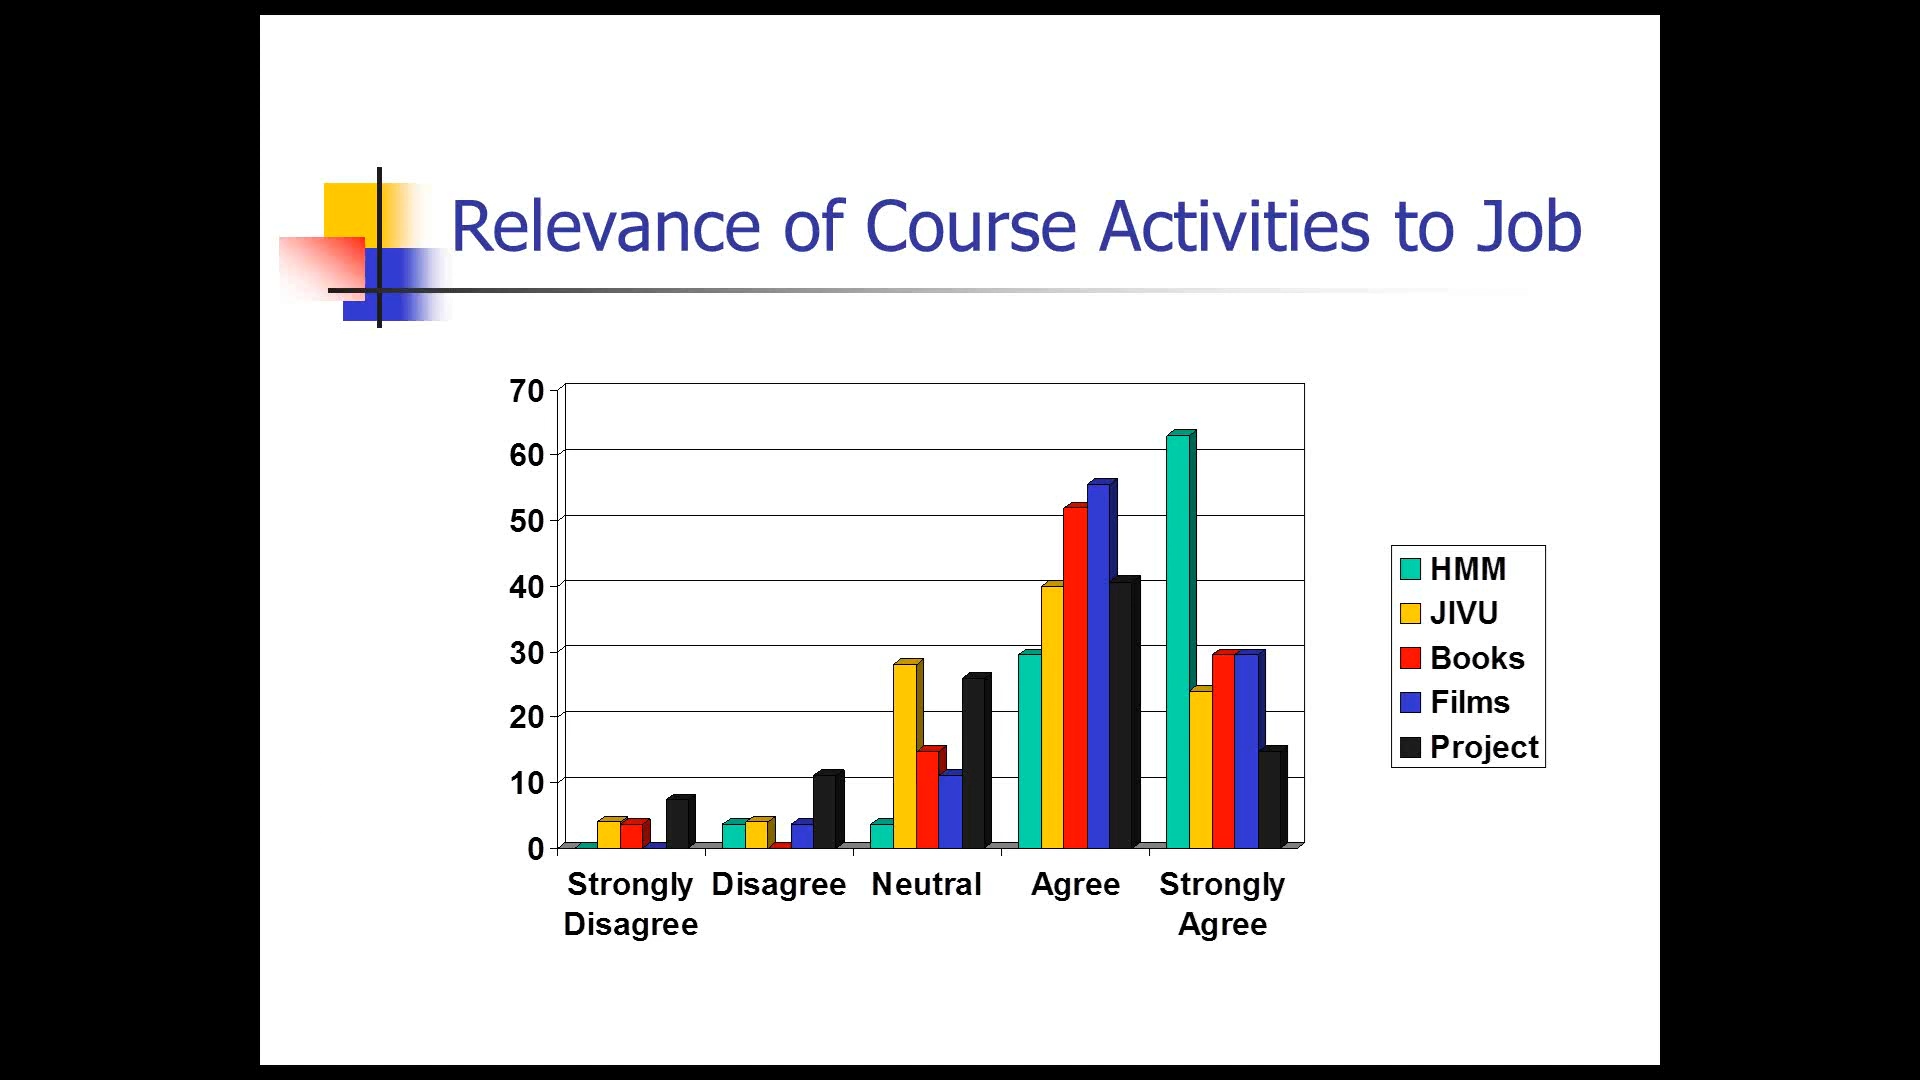 Relevance of Course Activities to Job
70
60
50
40
30
20
10
0
Strongly Disagree
Disagree
Neutral
Agree
Strongly Agree
HMM
JIVU
Books
Films
Project